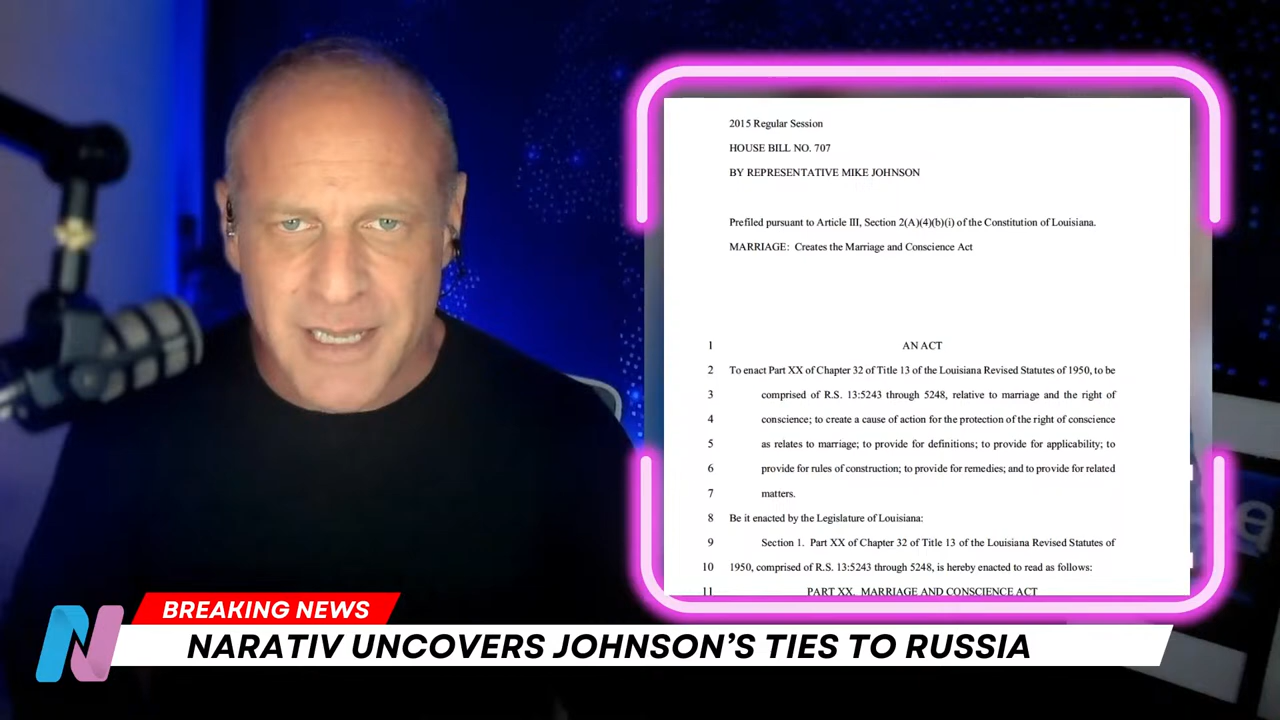 2015 Regular Session
HOUSE BILL NO. 707
BY REPRESENTATIVE MIKE JOHNSON
Prefiled pursuant to Article III, Section 2(A)(4)(b)(i) of the Constitution of Louisiana.
MARRIAGE: Creates the Marriage and Conscience Act
1 AN ACT
2 To enact Part XX of Chapter 32 of Title 13 of the Louisiana Revised Statutes of 1950, to be
3 comprised of R.S. 13:5243 through 5248, relative to marriage and the right of
4 conscience; to create a cause of action for the protection of the right of conscience
5 as relates to marriage; to provide for definitions; to provide for applicability; to
6 provide for rules of construction; to provide for remedies; and to provide for related
7 matters.
8 Be it enacted by the Legislature of Louisiana:
9 Section 1. Part XX of Chapter 32 of Title 13 of the Louisiana Revised Statutes of
10 1950, comprised of R.S. 13:5243 through 5248, is hereby enacted to read as follows:
11 PART XX. MARRIAGE AND CONSCIENCE ACT
BREAKING NEWS
N
NARATIV UNCOVERS JOHNSON'S TIES TO RUSSIA